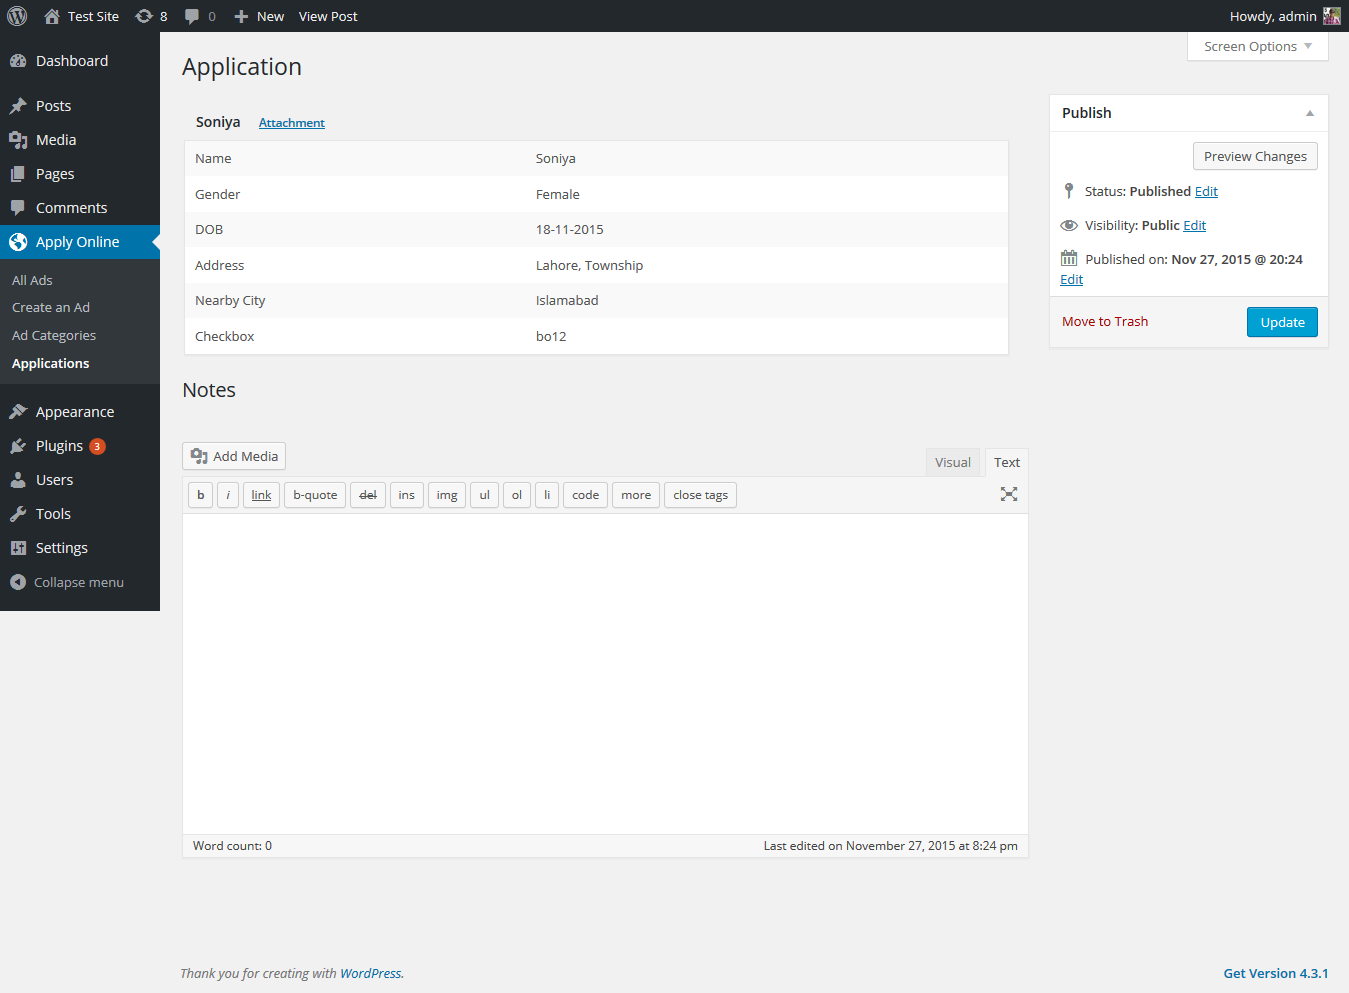 Test Site 8 0 New View Post Howdy, admin
Screen Options
Dashboard
Posts
Media
Pages
Comments
Apply Online
All Ads
Create an Ad
Ad Categories
Applications
Appearance
Plugins 3
Users
Tools
Settings
Collapse menu
Application
Soniya Attachment
Name Soniya
Gender Female
DOB 18-11-2015
Address Lahore, Township
Nearby City Islamabad
Checkbox bo12
Notes
Add Media
Visual Text
b i link b-quote del ins img ul ol li code more close tags
Word count: 0 Last edited on November 27, 2015 at 8:24 pm
Publish
Preview Changes
Status: Published Edit
Visibility: Public Edit
Published on: Nov 27, 2015 @ 20:24
Edit
Move to Trash Update
Thank you for creating with WordPress. Get Version 4.3.1